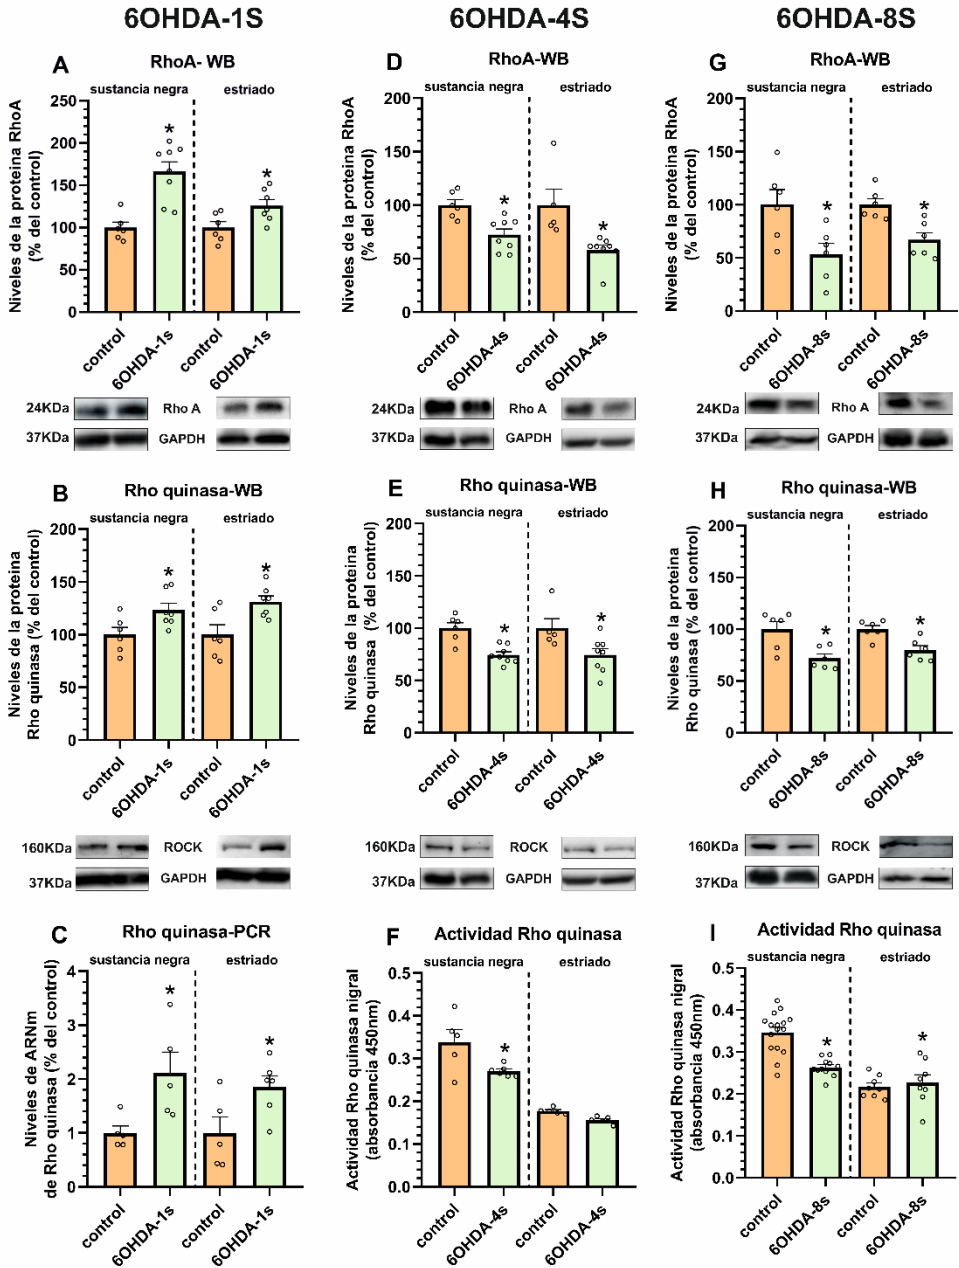 6OHDA-1S
6OHDA-4S
6OHDA-8S
A
RhoA- WB
sustancia negra
estriado
Niveles de la proteina RhoA
(% del control)
250
200
150
100
50
0
*
*
control
6OHDA-1s
control
6OHDA-1s
24KDa
Rho A
37KDa
GAPDH
D
RhoA-WB
sustancia negra
estriado
Niveles de la proteina RhoA
(% del control)
200
150
100
50
0
*
*
control
6OHDA-4s
control
6OHDA-4s
24KDa
Rho A
37KDa
GAPDH
G
RhoA-WB
sustancia negra
estriado
Niveles de la proteina RhoA
(% del control)
200
150
100
50
0
*
*
control
6OHDA-8s
control
6OHDA-8s
24KDa
Rho A
37KDa
GAPDH
B
Rho quinasa-WB
sustancia negra
estriado
Niveles de la proteina
Rho quinasa (% del control)
200
150
100
50
0
*
*
control
6OHDA-1s
control
6OHDA-1s
160KDa
ROCK
37KDa
GAPDH
E
Rho quinasa-WB
sustancia negra
estriado
Niveles de la proteina
Rho quinasa (% del control)
200
150
100
50
0
*
*
control
6OHDA-4s
control
6OHDA-4s
160KDa
ROCK
37KDa
GAPDH
H
Rho quinasa-WB
sustancia negra
estriado
Niveles de la proteina
Rho quinasa (% del control)
200
150
100
50
0
*
*
control
6OHDA-8s
control
6OHDA-8s
160KDa
ROCK
37KDa
GAPDH
C
Rho quinasa-PCR
sustancia negra
estriado
Niveles de ARNm
de Rho quinasa (% del control)
4
3
2
1
0
*
*
control
6OHDA-1s
control
6OHDA-1s
F
Actividad Rho quinasa
sustancia negra
estriado
Actividad Rho quinasa nigral
(absorbancia 450nm)
0.5
0.4
0.3
0.2
0.1
0.0
*
control
6OHDA-4s
control
6OHDA-4s
I
Actividad Rho quinasa
sustancia negra
estriado
Actividad Rho quinasa nigral
(absorbancia 450nm)
0.5
0.4
0.3
0.2
0.1
0.0
*
*
control
6OHDA-8s
control
6OHDA-8s